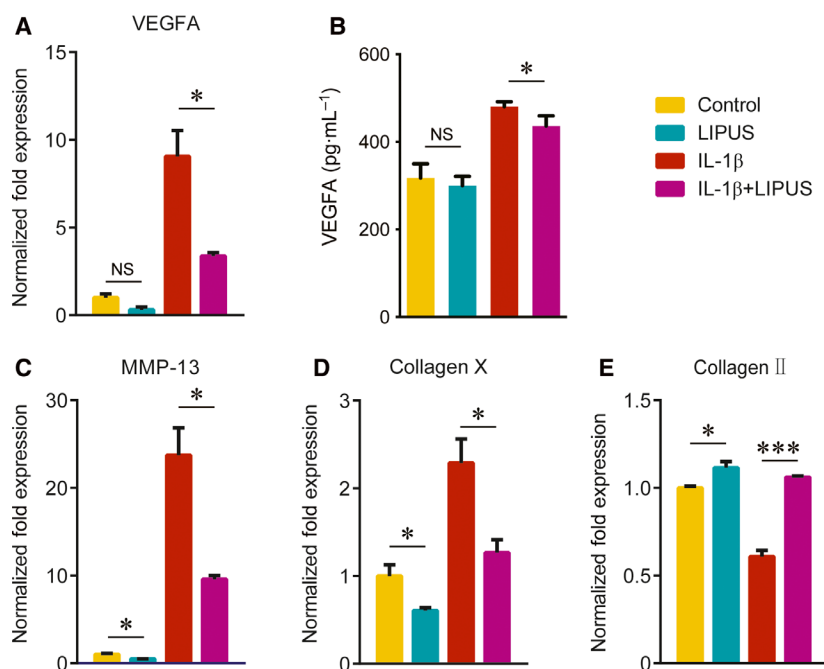 A VEGFA
Normalized fold expression
15
10
5
0
NS
*
B
VEGFA (pg·mL⁻¹)
600
400
200
0
NS
*
Control
LIPUS
IL-1β
IL-1β+LIPUS
C MMP-13
Normalized fold expression
30
20
10
0
*
*
D Collagen X
Normalized fold expression
3
2
1
0
*
*
E Collagen Ⅱ
Normalized fold expression
1.5
1.0
0.5
0
*
***